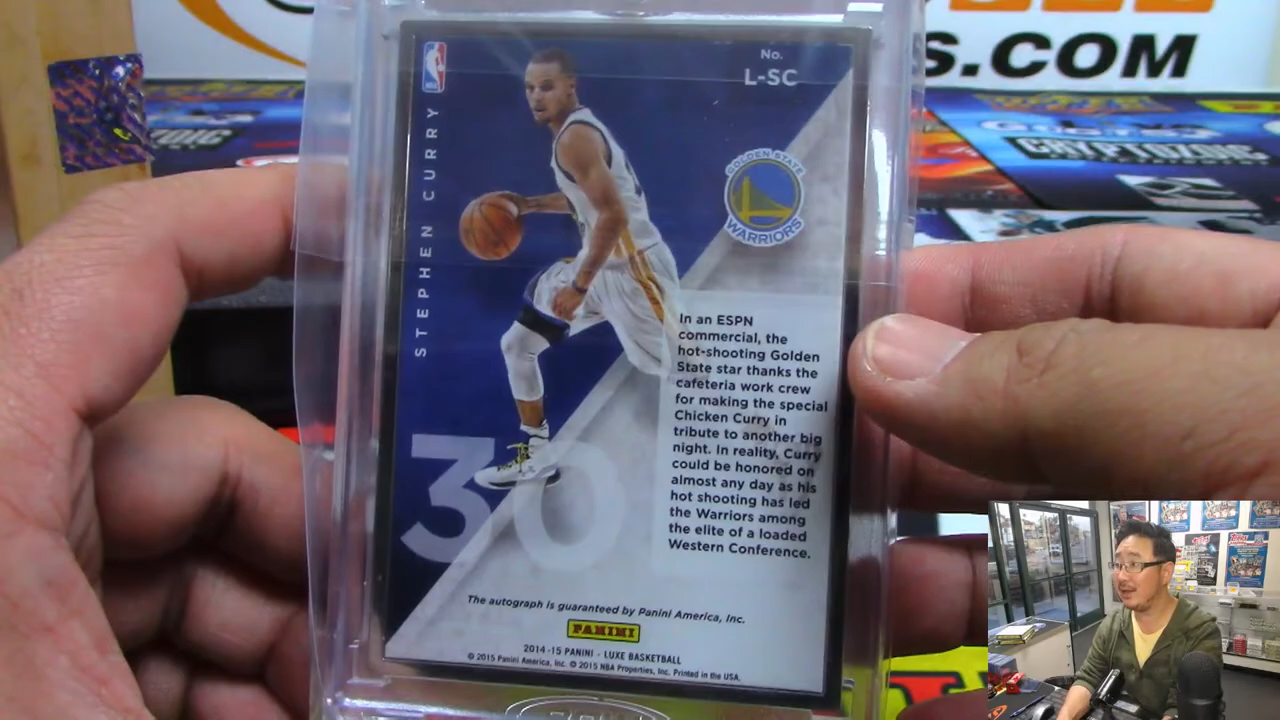 S.COM
No.
L-SC
STEPHEN CURRY
GOLDEN STATE
WARRIORS
CRYPTOZOIC
In an ESPN
commercial, the
hot-shooting Golden
State star thanks the
cafeteria work crew
for making the special
Chicken Curry in
tribute to another big
night. In reality, Curry
could be honored on
almost any day as his
hot shooting has led
the Warriors among
the elite of a loaded
Western Conference.
30
The autograph is guaranteed by Panini America, Inc.
PANINI
2014-15 PANINI - LUXE BASKETBALL
© 2015 Panini America, Inc. © 2015 NBA Properties, Inc. Printed in the USA.